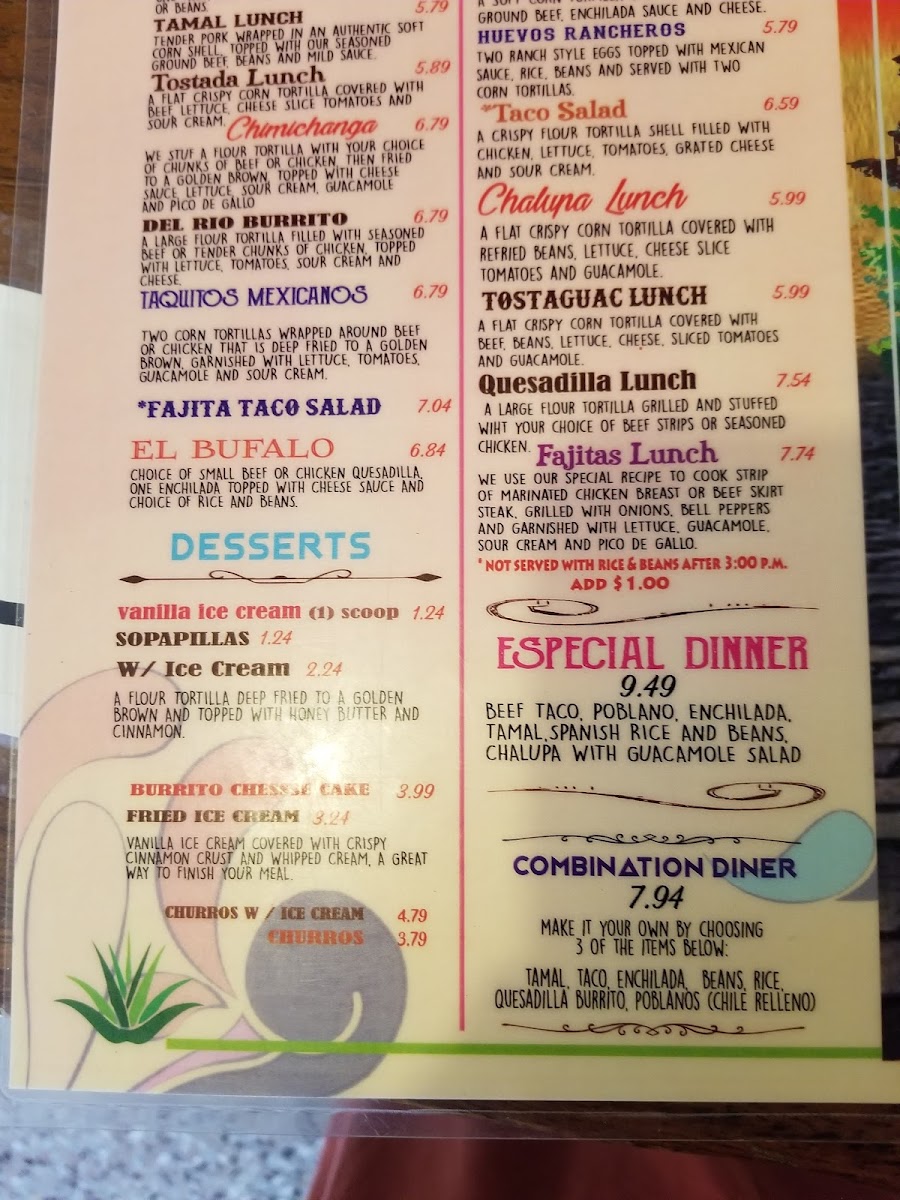 OR BEANS.
TAMAL LUNCH 5.79
TENDER PORK WRAPPED IN AN AUTHENTIC SOFT
CORN SHELL, TOPPED WITH OUR SEASONED
GROUND BEEF, BEANS AND MILD SAUCE.
Tostada Lunch 5.89
A FLAT CRISPY CORN TORTILLA COVERED WITH
BEEF, LETTUCE, CHEESE SLICE TOMATOES AND
SOUR CREAM.
Chimichanga 6.79
WE STUF A FLOUR TORTILLA WITH YOUR CHOICE
OF CHUNKS OF BEEF OR CHICKEN, THEN FRIED
TO A GOLDEN BROWN, TOPPED WITH CHEESE
SAUCE, LETTUCE, SOUR CREAM, GUACAMOLE
AND PICO DE GALLO
DEL RIO BURRITO 6.79
A LARGE FLOUR TORTILLA FILLED WITH SEASONED
BEEF OR TENDER CHUNKS OF CHICKEN, TOPPED
WITH LETTUCE, TOMATOES, SOUR CREAM AND
CHEESE.
TAQUITOS MEXICANOS 6.79
TWO CORN TORTILLAS WRAPPED AROUND BEEF
OR CHICKEN THAT IS DEEP FRIED TO A GOLDEN
BROWN, GARNISHED WITH LETTUCE, TOMATOES,
GUACAMOLE AND SOUR CREAM.
*FAJITA TACO SALAD 7.04
EL BUFALO 6.84
CHOICE OF SMALL BEEF OR CHICKEN QUESADILLA,
ONE ENCHILADA TOPPED WITH CHEESE SAUCE AND
CHOICE OF RICE AND BEANS.
DESSERTS
vanilla ice cream (1) scoop 1.24
SOPAPILLAS 1.24
W/ Ice Cream 2.24
A FLOUR TORTILLA DEEP FRIED TO A GOLDEN
BROWN AND TOPPED WITH HONEY BUTTER AND
CINNAMON.
BURRITO CHESSSE CAKE 3.99
FRIED ICE CREAM 3.24
VANILLA ICE CREAM COVERED WITH CRISPY
CINNAMON CRUST AND WHIPPED CREAM, A GREAT
WAY TO FINISH YOUR MEAL.
CHURROS W / ICE CREAM 4.79
CHURROS 3.79
GROUND BEEF, ENCHILADA SAUCE AND CHEESE.
HUEVOS RANCHEROS 5.79
TWO RANCH STYLE EGGS TOPPED WITH MEXICAN
SAUCE, RICE, BEANS AND SERVED WITH TWO
CORN TORTILLAS.
*Taco Salad 6.59
A CRISPY FLOUR TORTILLA SHELL FILLED WITH
CHICKEN, LETTUCE, TOMATOES, GRATED CHEESE
AND SOUR CREAM.
Chalupa Lunch 5.99
A FLAT CRISPY CORN TORTILLA COVERED WITH
REFRIED BEANS, LETTUCE, CHEESE SLICE
TOMATOES AND GUACAMOLE.
TOSTAGUAC LUNCH 5.99
A FLAT CRISPY CORN TORTILLA COVERED WITH
BEEF, BEANS, LETTUCE, CHEESE, SLICED TOMATOES
AND GUACAMOLE.
Quesadilla Lunch 7.54
A LARGE FLOUR TORTILLA GRILLED AND STUFFED
WIHT YOUR CHOICE OF BEEF STRIPS OR SEASONED
CHICKEN.
Fajitas Lunch 7.74
WE USE OUR SPECIAL RECIPE TO COOK STRIP
OF MARINATED CHICKEN BREAST OR BEEF SKIRT
STEAK, GRILLED WITH ONIONS, BELL PEPPERS
AND GARNISHED WITH LETTUCE, GUACAMOLE,
SOUR CREAM AND PICO DE GALLO.
* NOT SERVED WITH RICE & BEANS AFTER 3:00 P.M.
ADD $1.00
ESPECIAL DINNER
9.49
BEEF TACO, POBLANO, ENCHILADA,
TAMAL,SPANISH RICE AND BEANS,
CHALUPA WITH GUACAMOLE SALAD
COMBINATION DINER
7.94
MAKE IT YOUR OWN BY CHOOSING
3 OF THE ITEMS BELOW:
TAMAL, TACO, ENCHILADA, BEANS, RICE,
QUESADILLA BURRITO, POBLANOS (CHILE RELLENO)